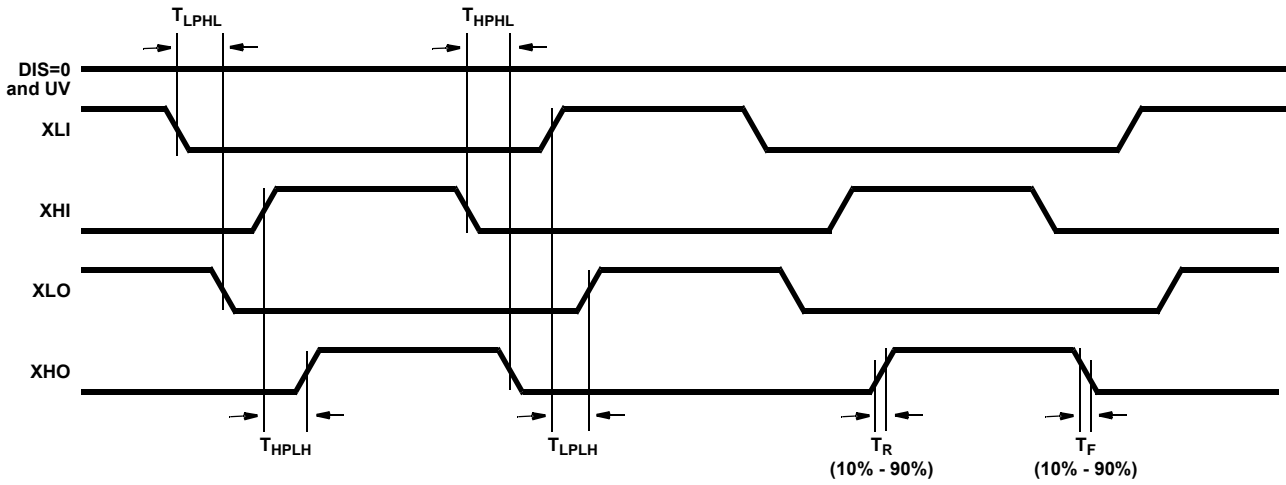 TLPHL
THPHL
DIS=0
and UV
XLI
XHI
XLO
XHO
THPLH
TLPLH
TR
(10% - 90%)
TF
(10% - 90%)